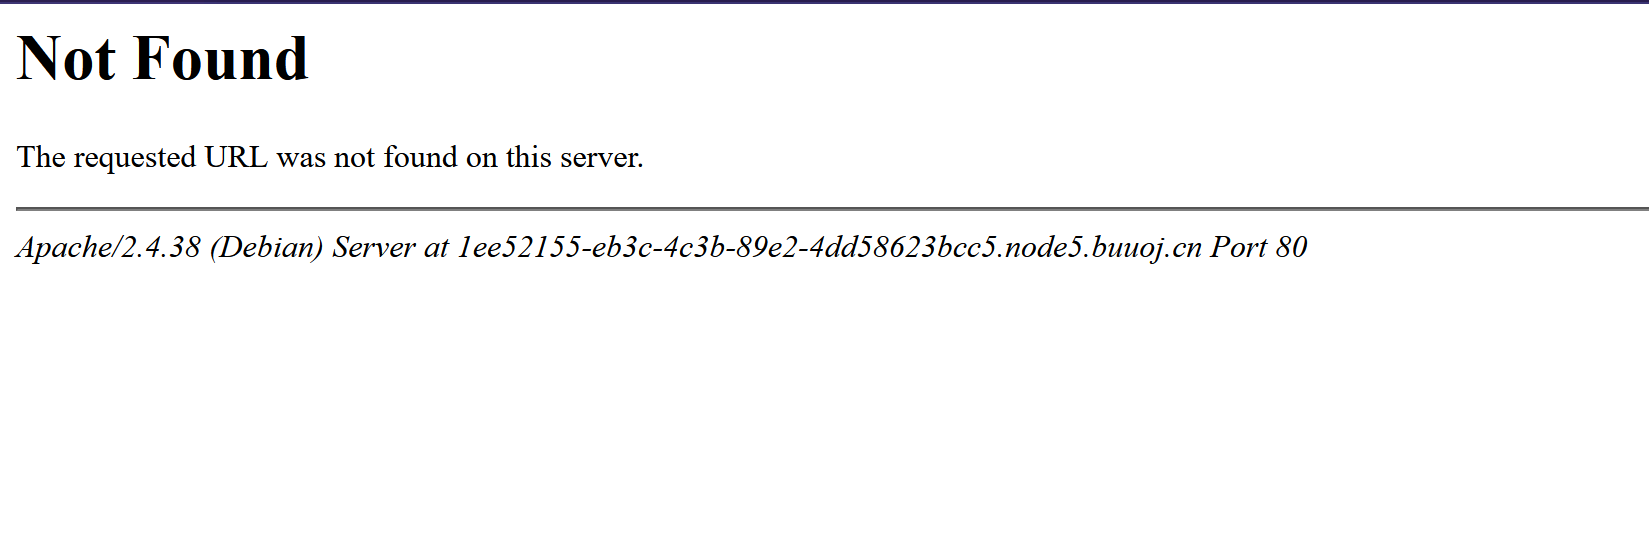 Not Found
The requested URL was not found on this server.
Apache/2.4.38 (Debian) Server at 1ee52155-eb3c-4c3b-89e2-4dd58623bcc5.node5.buuoj.cn Port 80